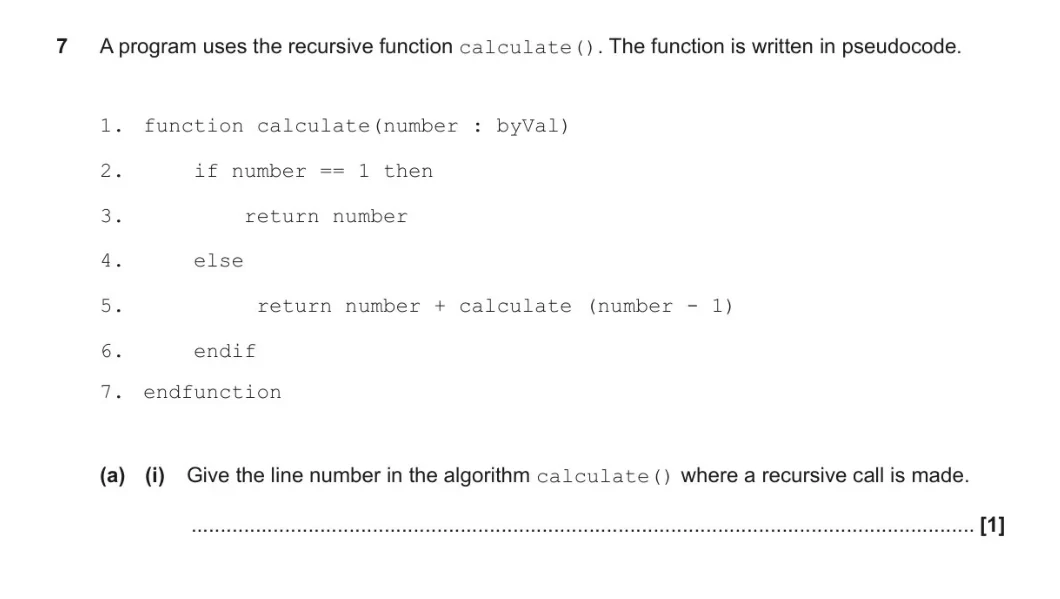 7 A program uses the recursive function calculate(). The function is written in pseudocode.
1. function calculate(number : byVal)
2. if number == 1 then
3. return number
4. else
5. return number + calculate (number - 1)
6. endif
7. endfunction
(a) (i) Give the line number in the algorithm calculate() where a recursive call is made.
.......................................................................................................................................... [1]